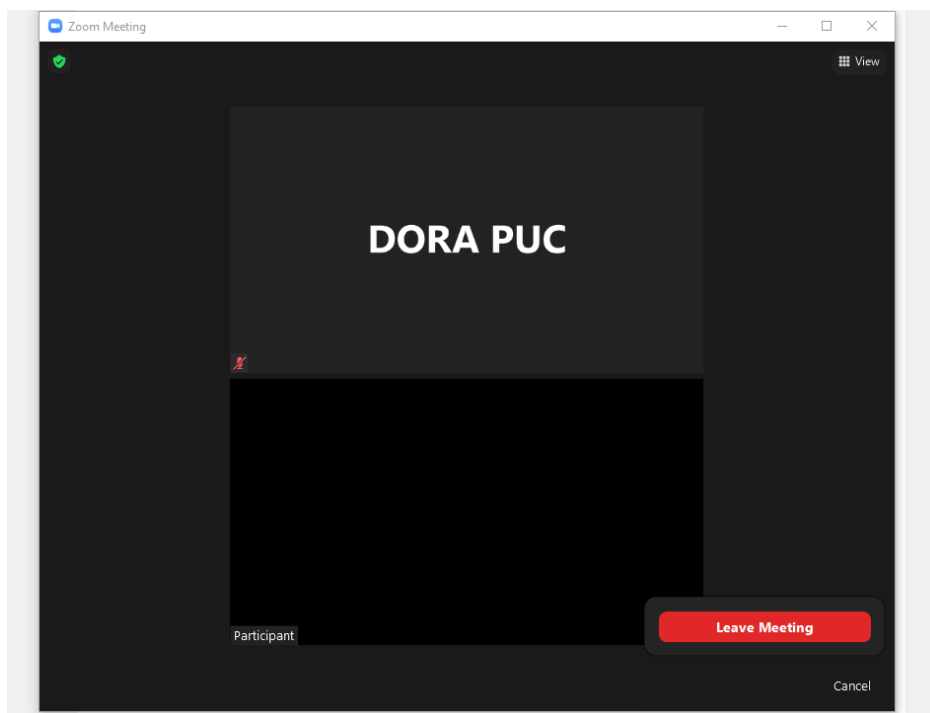 Zoom Meeting
View
DORA PUC
Participant
Leave Meeting
Cancel